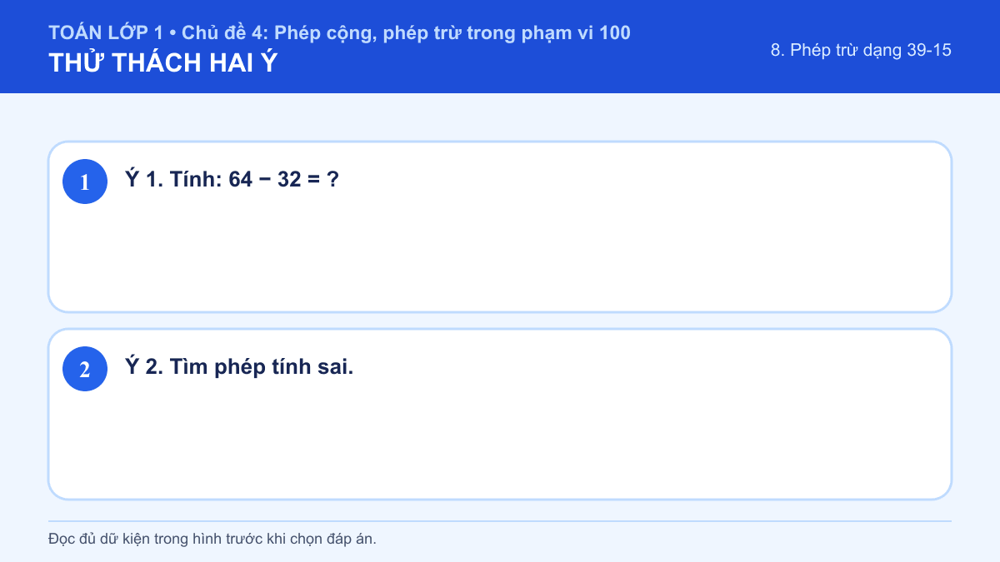 TOÁN LỚP 1 • Chủ đề 4: Phép cộng, phép trừ trong phạm vi 100
THỬ THÁCH HAI Ý
8. Phép trừ dạng 39-15
1
Ý 1. Tính: 64 − 32 = ?
2
Ý 2. Tìm phép tính sai.
Đọc đủ dữ kiện trong hình trước khi chọn đáp án.